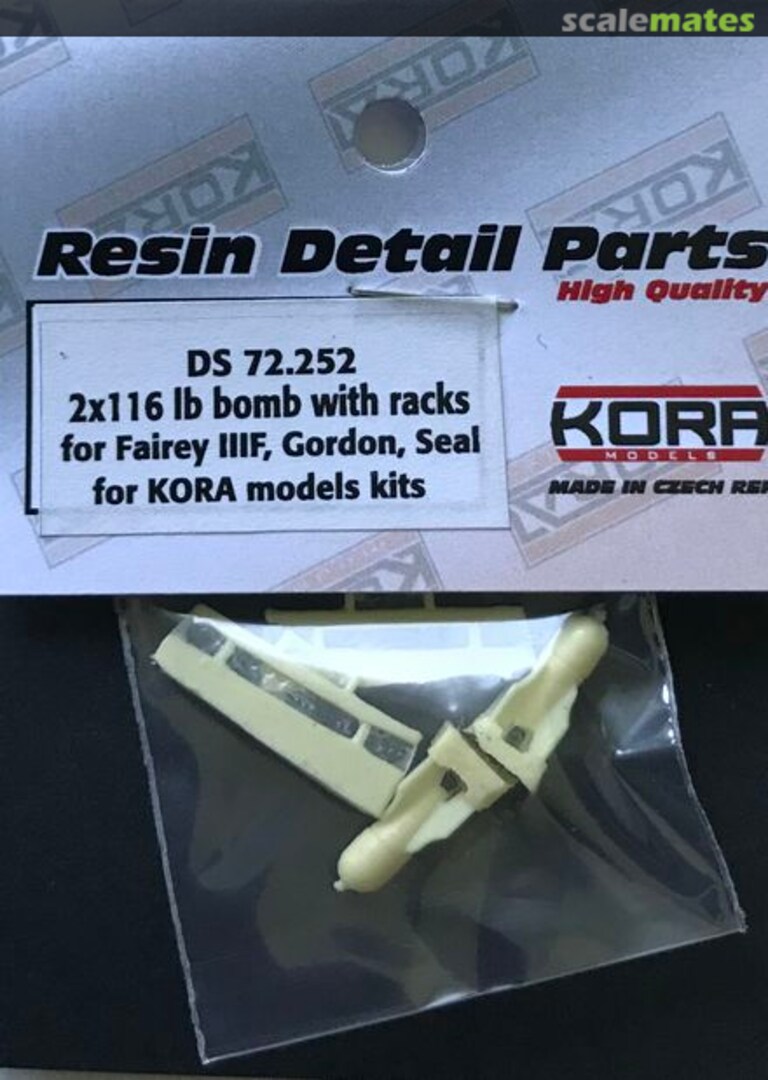 scalemates
Resin Detail Parts
High Quality
DS 72.252
2x116 lb bomb with racks
for Fairey IIIF, Gordon, Seal
for KORA models kits
KORA
MODELS
MADE IN CZECH REP